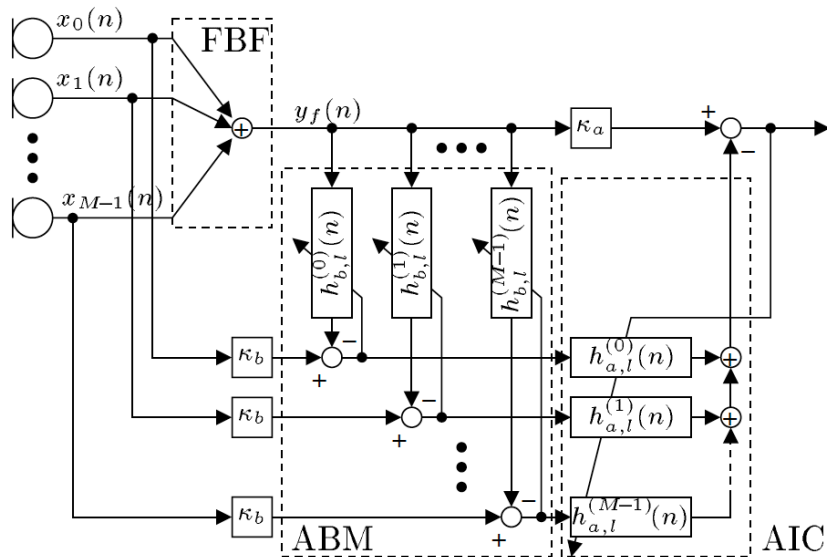 x_0(n)
FBF
x_1(n)
y_f(n)
κ_a
+
−
+
x_{M−1}(n)
h_{b,l}^{(0)}(n)
h_{b,l}^{(1)}(n)
h_{b,l}^{(M−1)}(n)
κ_b
−
+
h_{a,l}^{(0)}(n)
+
κ_b
−
+
h_{a,l}^{(1)}(n)
+
κ_b
−
+
h_{a,l}^{(M−1)}(n)
ABM
AIC